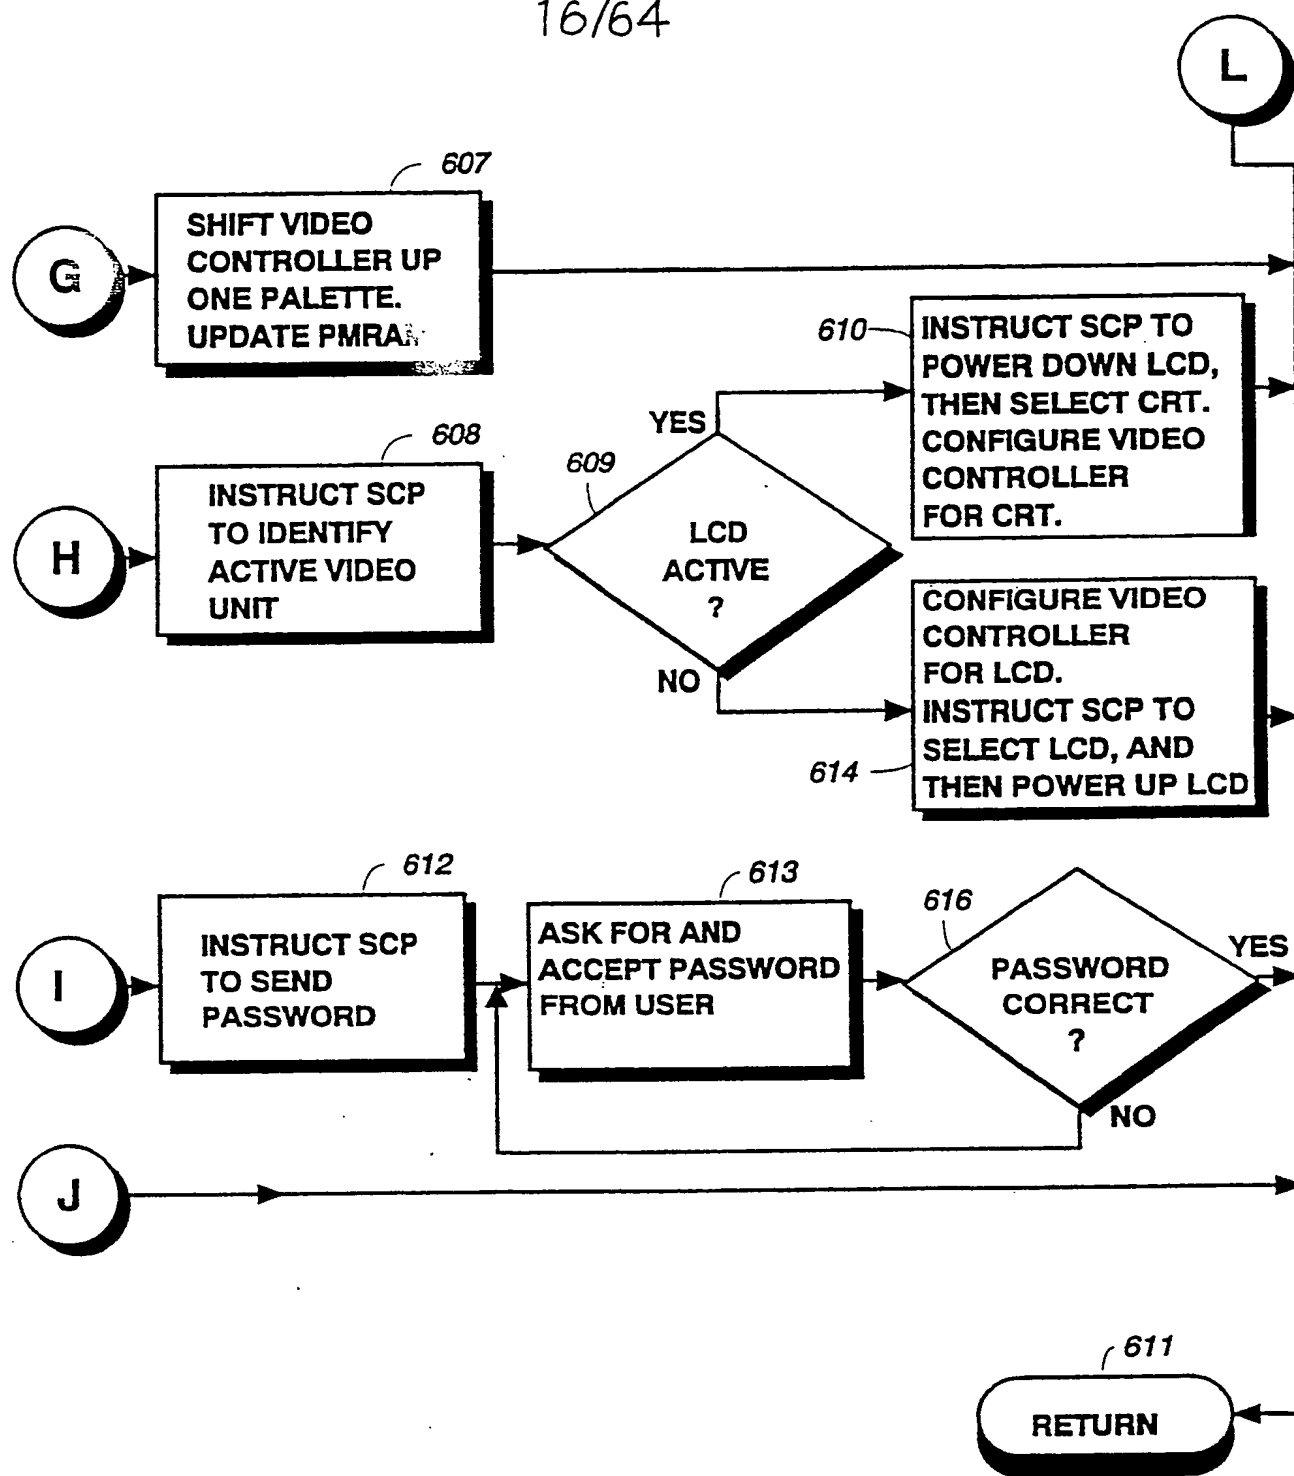 16/64
L
607
G
SHIFT VIDEO
CONTROLLER UP
ONE PALETTE.
UPDATE
610
INSTRUCT SCP TO
POWER DOWN LCD,
THEN SELECT CRT.
CONFIGURE VIDEO
CONTROLLER
FOR CRT.
YES
608
609
H
INSTRUCT SCP
TO IDENTIFY
ACTIVE VIDEO
UNIT
LCD
ACTIVE
?
NO
CONFIGURE VIDEO
CONTROLLER
FOR LCD.
INSTRUCT SCP TO
SELECT LCD, AND
THEN POWER UP LCD
614
612
613
616
I
INSTRUCT SCP
TO SEND
PASSWORD
ASK FOR AND
ACCEPT PASSWORD
FROM USER
PASSWORD
CORRECT
?
YES
NO
J
611
RETURN